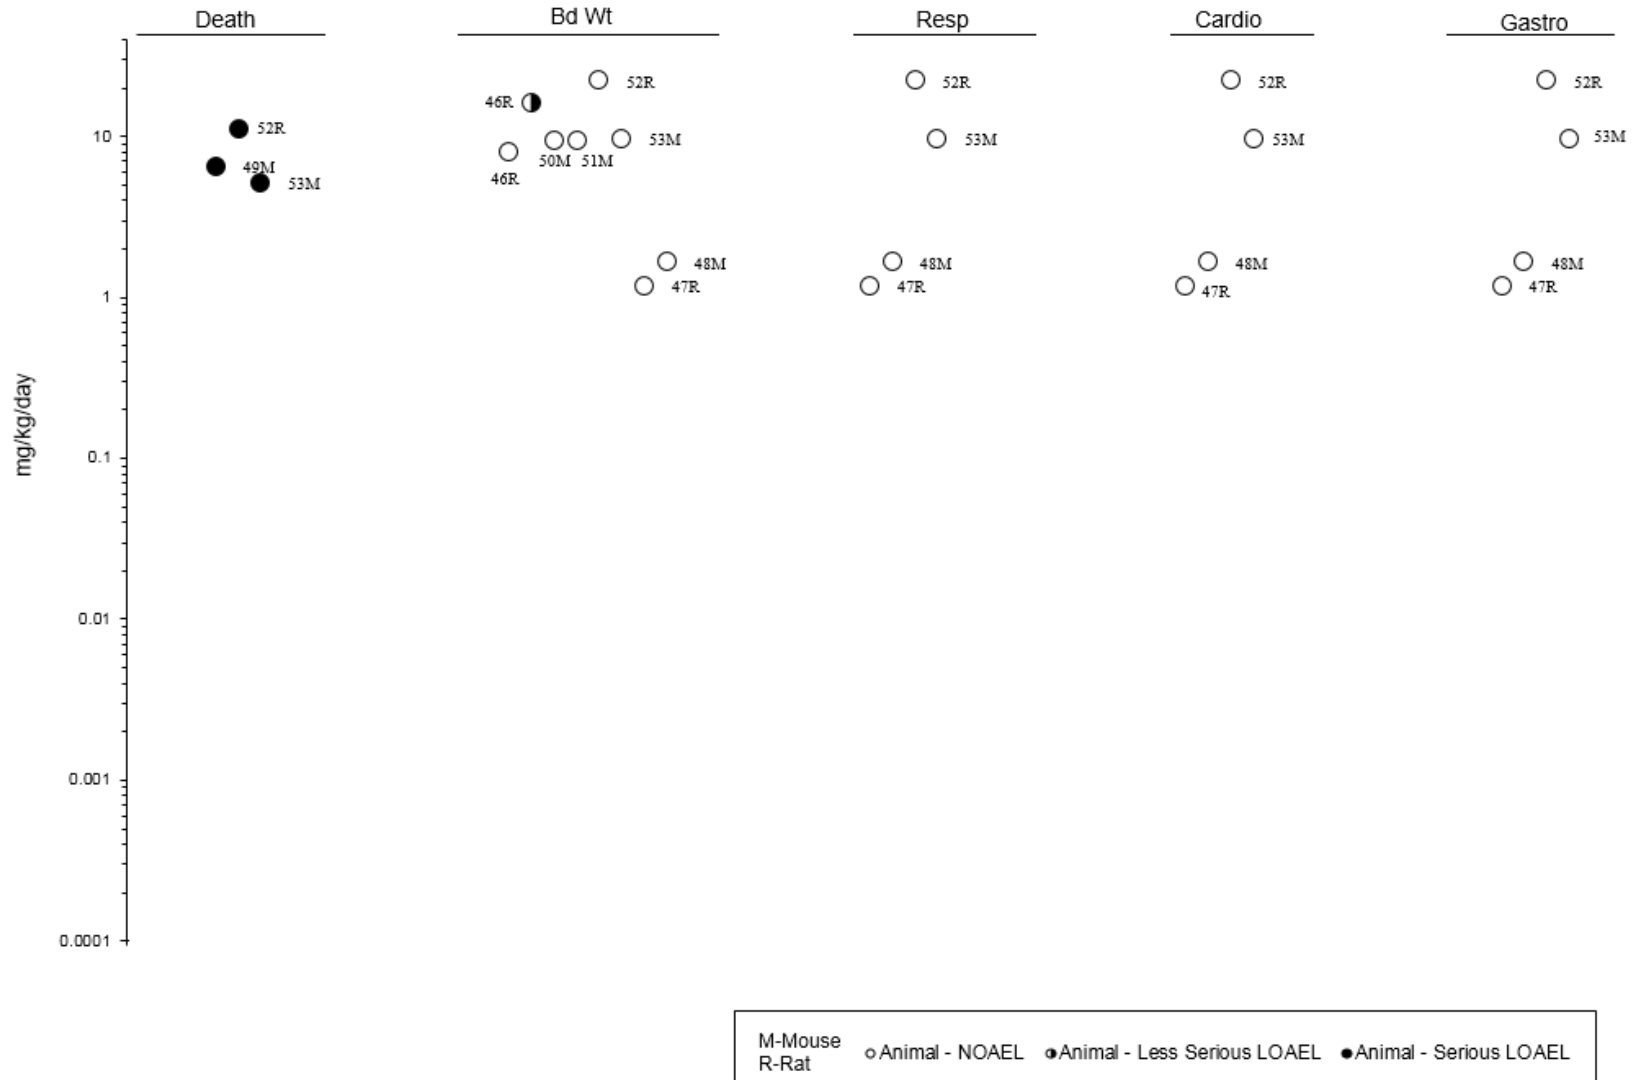 Death
Bd Wt
Resp
Cardio
Gastro
52R
52R
52R
52R
46R
10
52R
53M
53M
53M
53M
50M 51M
49M
46R
53M
48M
48M
48M
48M
1
47R
47R
47R
47R
mg/kg/day
0.1
0.01
0.001
0.0001
M-Mouse
R-Rat
Animal - NOAEL
Animal - Less Serious LOAEL
Animal - Serious LOAEL